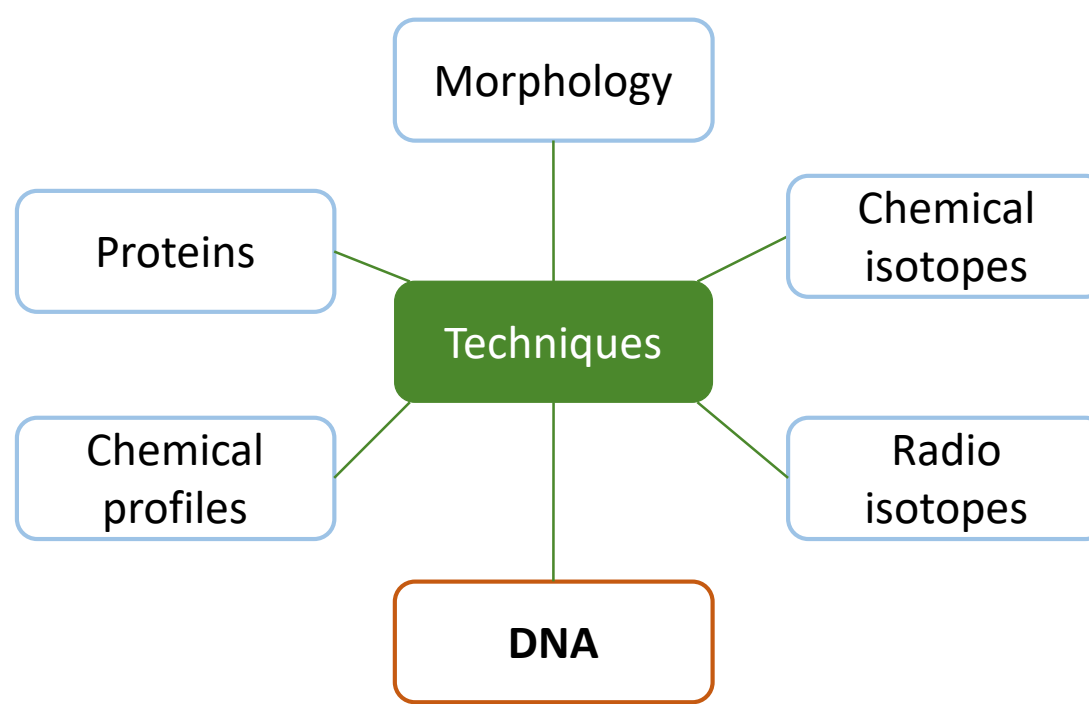 Morphology
Proteins
Chemical
isotopes
Techniques
Chemical
profiles
Radio
isotopes
DNA